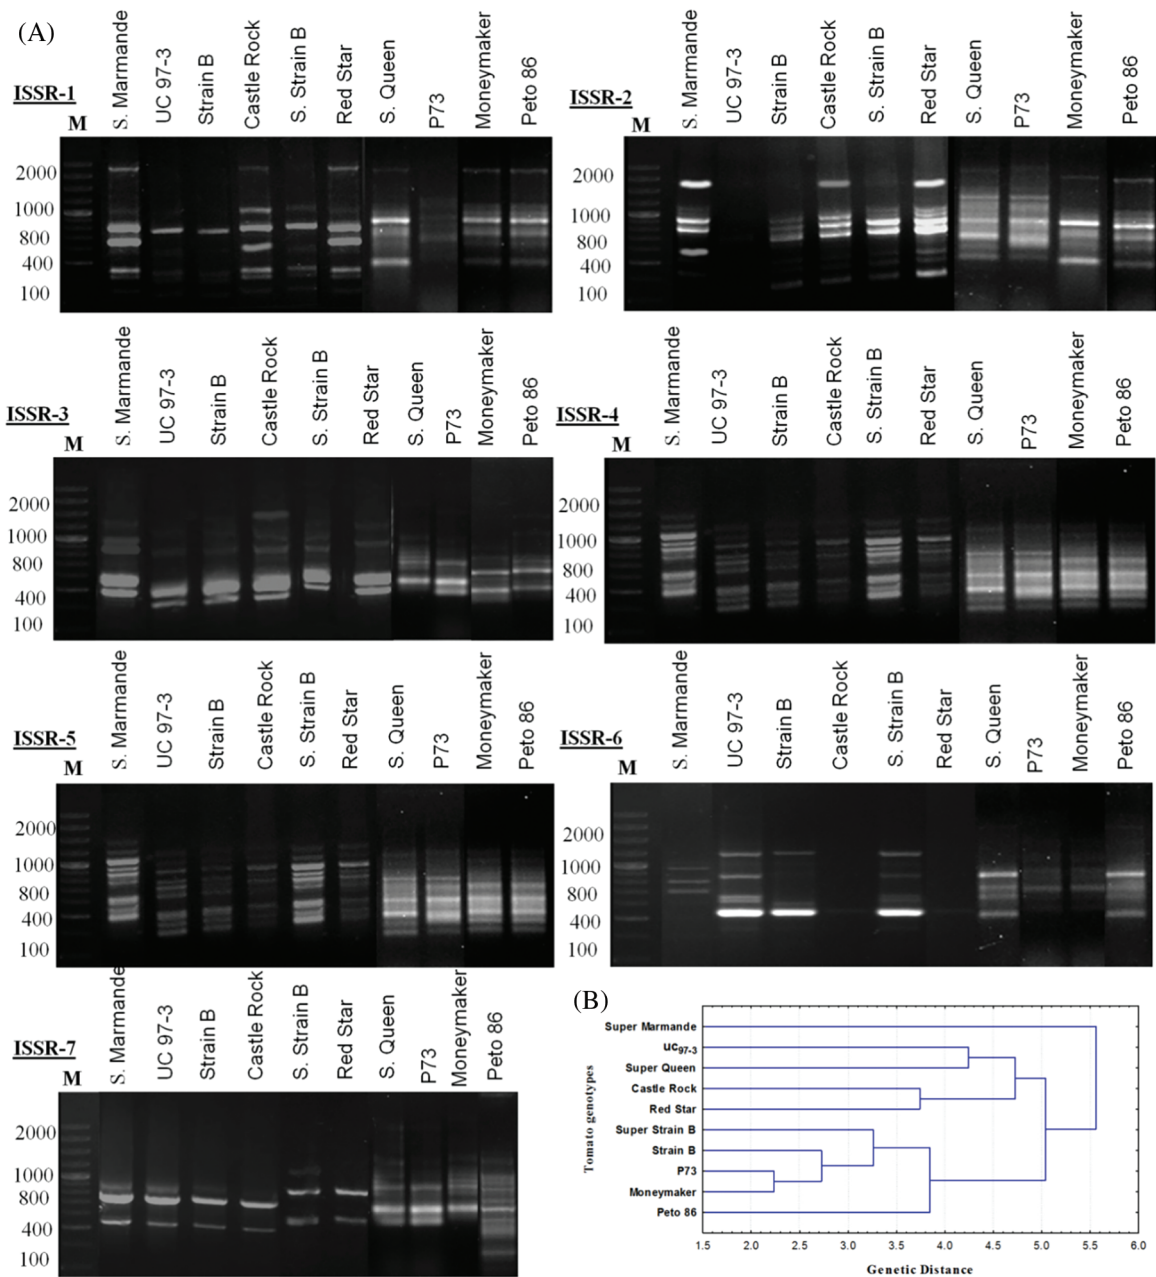 (A)
ISSR-1
M
S. Marmande
UC 97-3
Strain B
Castle Rock
S. Strain B
Red Star
S. Queen
P73
Moneymaker
Peto 86
2000
1000
800
400
100
ISSR-2
M
S. Marmande
UC 97-3
Strain B
Castle Rock
S. Strain B
Red Star
S. Queen
P73
Moneymaker
Peto 86
2000
1000
800
400
100
ISSR-3
M
S. Marmande
UC 97-3
Strain B
Castle Rock
S. Strain B
Red Star
S. Queen
P73
Moneymaker
Peto 86
2000
1000
800
400
100
ISSR-4
M
S. Marmande
UC 97-3
Strain B
Castle Rock
S. Strain B
Red Star
S. Queen
P73
Moneymaker
Peto 86
2000
1000
800
400
100
ISSR-5
M
S. Marmande
UC 97-3
Strain B
Castle Rock
S. Strain B
Red Star
S. Queen
P73
Moneymaker
Peto 86
2000
1000
800
400
100
ISSR-6
M
S. Marmande
UC 97-3
Strain B
Castle Rock
S. Strain B
Red Star
S. Queen
P73
Moneymaker
Peto 86
2000
1000
800
400
100
ISSR-7
M
S. Marmande
UC 97-3
Strain B
Castle Rock
S. Strain B
Red Star
S. Queen
P73
Moneymaker
Peto 86
2000
1000
800
400
100
(B)
Tomato genotypes
Super Marmande
uc97-3
Super Queen
Castle Rock
Red Star
Super Strain B
Strain B
P73
Moneymaker
Peto 86
1.5 2.0 2.5 3.0 3.5 4.0 4.5 5.0 5.5 6.0
Genetic Distance